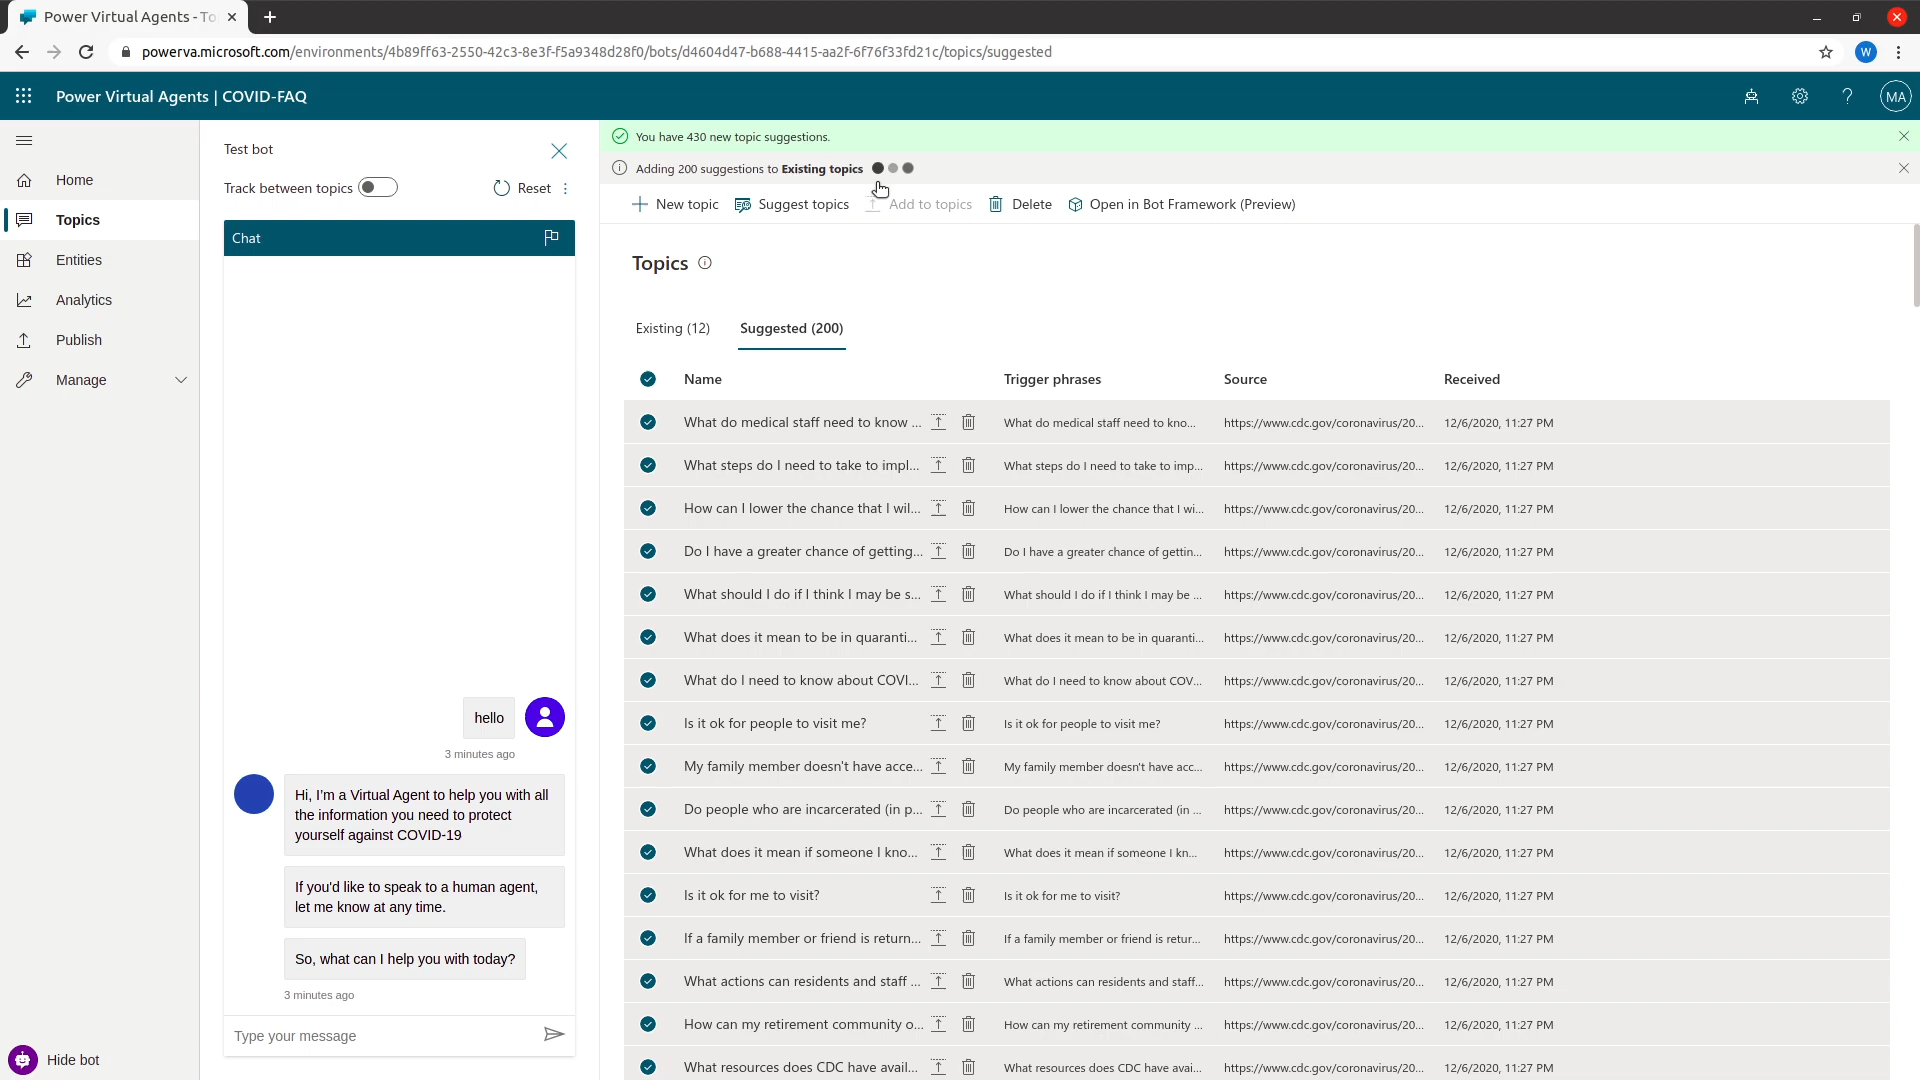 Power Virtual Agents - To
powerva.microsoft.com/environments/4b89ff63-2550-42c3-8e3f-f5a9348d28f0/bots/d4604d47-b688-4415-aa2f-6f76f33fd21c/topics/suggested
W
Power Virtual Agents | COVID-FAQ
MA
Home
Topics
Entities
Analytics
Publish
Manage
Hide bot
Test bot
Track between topics
Reset
Chat
hello
3 minutes ago
Hi, I'm a Virtual Agent to help you with all
the information you need to protect
yourself against COVID-19
If you'd like to speak to a human agent,
let me know at any time.
So, what can I help you with today?
3 minutes ago
Type your message
You have 430 new topic suggestions.
Adding 200 suggestions to Existing topics
New topic Suggest topics Add to topics Delete Open in Bot Framework (Preview)
Topics
Existing (12) Suggested (200)
Name Trigger phrases Source Received
What do medical staff need to know ... What do medical staff need to kno... https://www.cdc.gov/coronavirus/20... 12/6/2020, 11:27 PM
What steps do I need to take to impl... What steps do I need to take to imp... https://www.cdc.gov/coronavirus/20... 12/6/2020, 11:27 PM
How can I lower the chance that I wil... How can I lower the chance that I wi... https://www.cdc.gov/coronavirus/20... 12/6/2020, 11:27 PM
Do I have a greater chance of getting... Do I have a greater chance of gettin... https://www.cdc.gov/coronavirus/20... 12/6/2020, 11:27 PM
What should I do if I think I may be s... What should I do if I think I may be ... https://www.cdc.gov/coronavirus/20... 12/6/2020, 11:27 PM
What does it mean to be in quaranti... What does it mean to be in quaranti... https://www.cdc.gov/coronavirus/20... 12/6/2020, 11:27 PM
What do I need to know about COVI... What do I need to know about COV... https://www.cdc.gov/coronavirus/20... 12/6/2020, 11:27 PM
Is it ok for people to visit me? Is it ok for people to visit me? https://www.cdc.gov/coronavirus/20... 12/6/2020, 11:27 PM
My family member doesn't have acce... My family member doesn't have acc... https://www.cdc.gov/coronavirus/20... 12/6/2020, 11:27 PM
Do people who are incarcerated (in p... Do people who are incarcerated (in ... https://www.cdc.gov/coronavirus/20... 12/6/2020, 11:27 PM
What does it mean if someone I kno... What does it mean if someone I kn... https://www.cdc.gov/coronavirus/20... 12/6/2020, 11:27 PM
Is it ok for me to visit? Is it ok for me to visit? https://www.cdc.gov/coronavirus/20... 12/6/2020, 11:27 PM
If a family member or friend is return... If a family member or friend is retur... https://www.cdc.gov/coronavirus/20... 12/6/2020, 11:27 PM
What actions can residents and staff ... What actions can residents and staff... https://www.cdc.gov/coronavirus/20... 12/6/2020, 11:27 PM
How can my retirement community o... How can my retirement community ... https://www.cdc.gov/coronavirus/20... 12/6/2020, 11:27 PM
What resources does CDC have avail... What resources does CDC have avai... https://www.cdc.gov/coronavirus/20... 12/6/2020, 11:27 PM